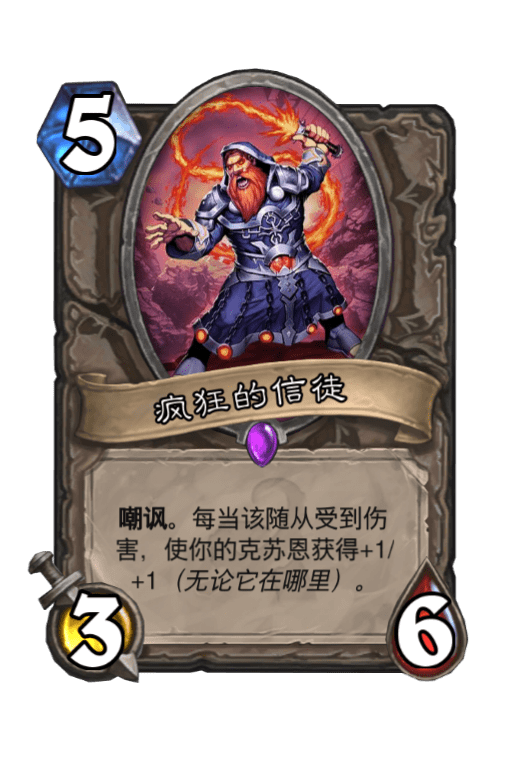 5
疯狂的信徒
嘲讽。每当该随从受到伤
害，使你的克苏恩获得+1/
+1（无论它在哪里）。
3
6